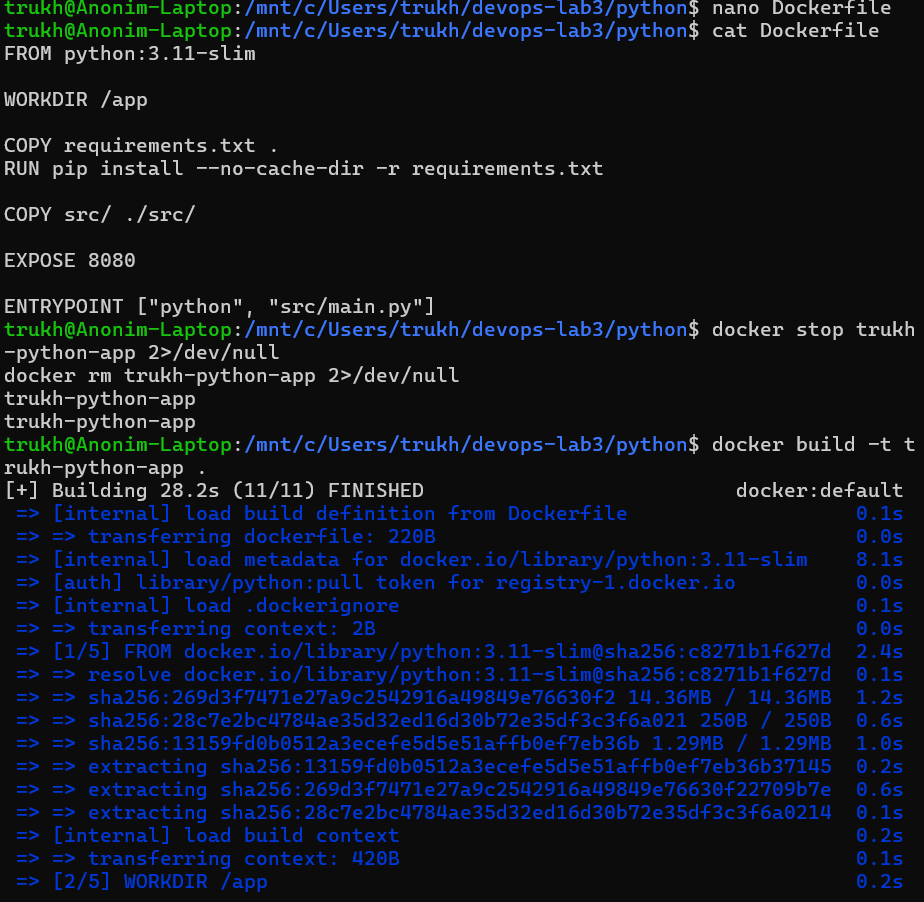 trukh@Anonim-Laptop:/mnt/c/Users/trukh/devops-lab3/python$ nano Dockerfile
trukh@Anonim-Laptop:/mnt/c/Users/trukh/devops-lab3/python$ cat Dockerfile
FROM python:3.11-slim

WORKDIR /app

COPY requirements.txt .
RUN pip install --no-cache-dir -r requirements.txt

COPY src/ ./src/

EXPOSE 8080

ENTRYPOINT ["python", "src/main.py"]
trukh@Anonim-Laptop:/mnt/c/Users/trukh/devops-lab3/python$ docker stop trukh
-python-app 2>/dev/null
docker rm trukh-python-app 2>/dev/null
trukh-python-app
trukh-python-app
trukh@Anonim-Laptop:/mnt/c/Users/trukh/devops-lab3/python$ docker build -t t
rukh-python-app .
[+] Building 28.2s (11/11) FINISHED docker:default
=> [internal] load build definition from Dockerfile 0.1s
=> => transferring dockerfile: 220B 0.0s
=> [internal] load metadata for docker.io/library/python:3.11-slim 8.1s
=> [auth] library/python:pull token for registry-1.docker.io 0.0s
=> [internal] load .dockerignore 0.1s
=> => transferring context: 2B 0.0s
=> [1/5] FROM docker.io/library/python:3.11-slim@sha256:c8271b1f627d 2.4s
=> => resolve docker.io/library/python:3.11-slim@sha256:c8271b1f627d 0.1s
=> => sha256:269d3f7471e27a9c2542916a49849e76630f2 14.36MB / 14.36MB 1.2s
=> => sha256:28c7e2bc4784ae35d32ed16d30b72e35df3c3f6a021 250B / 250B 0.6s
=> => sha256:13159fd0b0512a3ecefe5d5e51affb0ef7eb36b 1.29MB / 1.29MB 1.0s
=> => extracting sha256:13159fd0b0512a3ecefe5d5e51affb0ef7eb36b37145 0.2s
=> => extracting sha256:269d3f7471e27a9c2542916a49849e76630f22709b7e 0.6s
=> => extracting sha256:28c7e2bc4784ae35d32ed16d30b72e35df3c3f6a0214 0.1s
=> [internal] load build context 0.2s
=> => transferring context: 420B 0.1s
=> [2/5] WORKDIR /app 0.2s